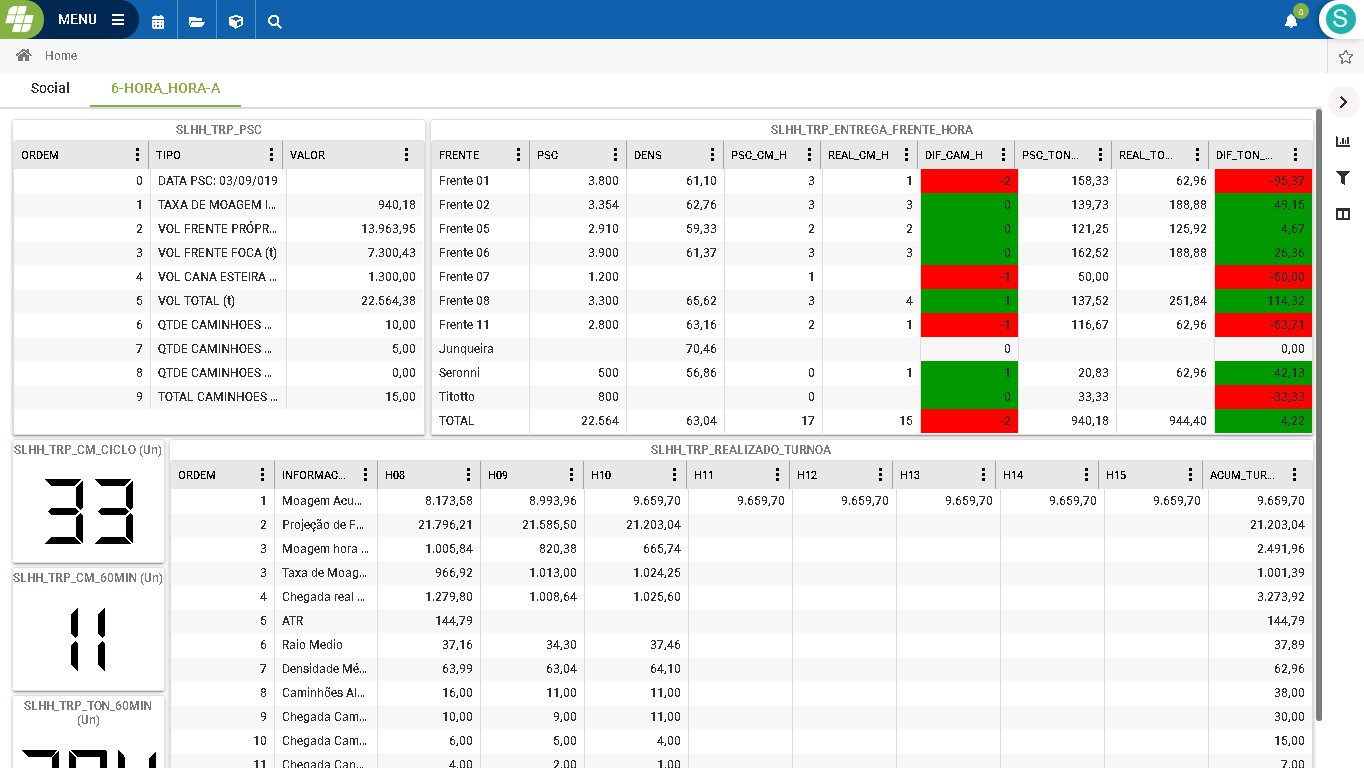 MENU
0
S
Home
Social 6-HORA_HORA-A
SLHH_TRP_PSC
ORDEM TIPO VALOR
0 DATA PSC: 03/09/019
1 TAXA DE MOAGEM I... 940,18
2 VOL FRENTE PRÓPR... 13.963,95
3 VOL FRENTE FOCA (t) 7.300,43
4 VOL CANA ESTEIRA ... 1.300,00
5 VOL TOTAL (t) 22.564,38
6 QTDE CAMINHOES ... 10,00
7 QTDE CAMINHOES ... 5,00
8 QTDE CAMINHOES ... 0,00
9 TOTAL CAMINHOES ... 15,00
SLHH_TRP_ENTREGA_FRENTE_HORA
FRENTE PSC DENS PSC_CM_H REAL_CM_H DIF_CAM_H PSC_TON... REAL_TO... DIF_TON_...
Frente 01 3.800 61,10 3 1 -2 158,33 62,96 -95,37
Frente 02 3.354 62,76 3 3 0 139,73 188,88 49,15
Frente 05 2.910 59,33 2 2 0 121,25 125,92 4,67
Frente 06 3.900 61,37 3 3 0 162,52 188,88 26,36
Frente 07 1.200 1 -1 50,00 -50,00
Frente 08 3.300 65,62 3 4 1 137,52 251,84 114,32
Frente 11 2.800 63,16 2 1 -1 116,67 62,96 -53,71
Junqueira 70,46 0 0,00
Seronni 500 56,86 0 1 1 20,83 62,96 42,13
Titotto 800 0 0 33,33 -33,33
TOTAL 22.564 63,04 17 15 -2 940,18 944,40 4,22
SLHH_TRP_CM_CICLO (Un)
33
SLHH_TRP_CM_60MIN (Un)
11
SLHH_TRP_TON_60MIN
(Un)
SLHH_TRP_REALIZADO_TURNOA
ORDEM INFORMAC... H08 H09 H10 H11 H12 H13 H14 H15 ACUM_TUR...
1 Moagem Acu... 8.173,58 8.993,96 9.659,70 9.659,70 9.659,70 9.659,70 9.659,70 9.659,70 9.659,70
2 Projeção de F... 21.796,21 21.585,50 21.203,04 21.203,04
3 Moagem hora ... 1.005,84 820,38 665,74 2.491,96
3 Taxa de Moag... 966,92 1.013,00 1.024,25 1.001,39
4 Chegada real ... 1.279,80 1.008,64 1.025,60 3.273,92
5 ATR 144,79 144,79
6 Raio Medio 37,16 34,30 37,46 37,89
7 Densidade Mé... 63,99 63,04 64,10 62,96
8 Caminhões Al... 16,00 11,00 11,00 38,00
9 Chegada Cam... 10,00 9,00 11,00 30,00
10 Chegada Cam... 6,00 5,00 4,00 15,00
11 Chegada Can... 4,00 2,00 1,00 7,00